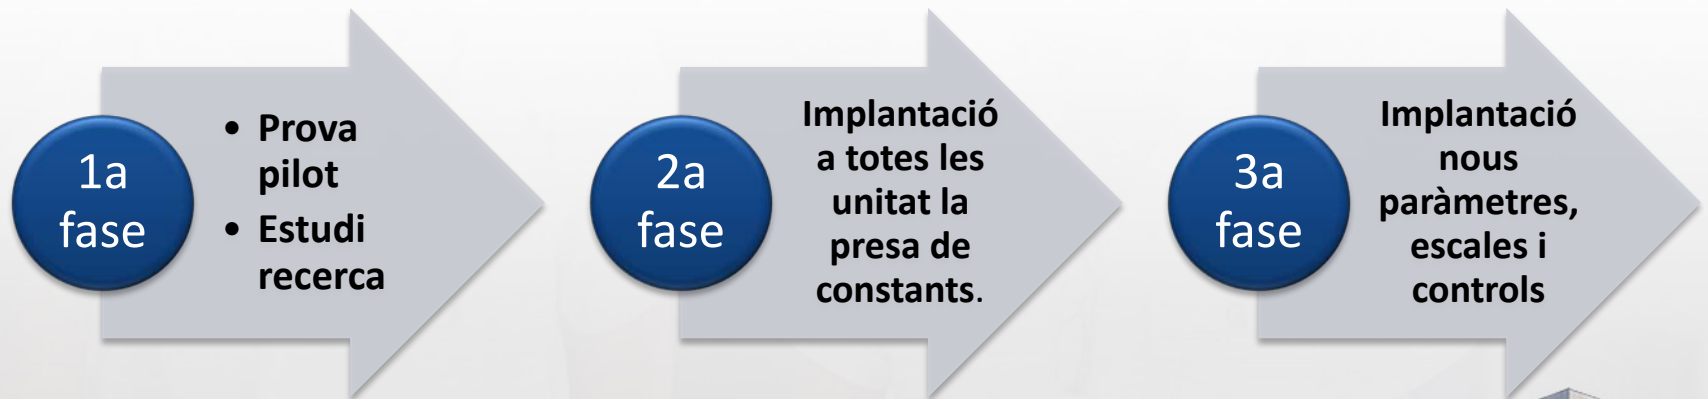 1a
fase
• Prova
pilot
• Estudi
recerca
2a
fase
Implantació
a totes les
unitat la
presa de
constants.
3a
fase
Implantació
nous
paràmetres,
escales i
controls